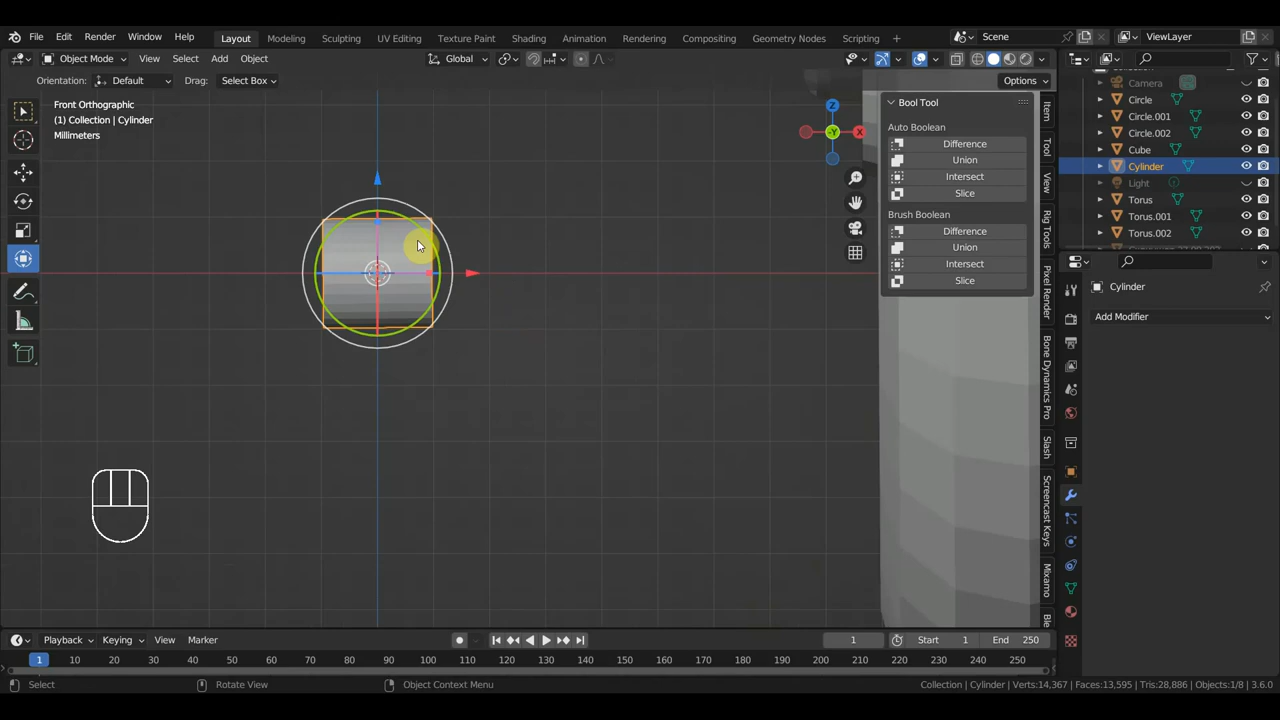 File Edit Render Window Help Layout Modeling Sculpting UV Editing Texture Paint Shading Animation Rendering Compositing Geometry Nodes Scripting + Scene ViewLayer
Object Mode View Select Add Object Global Collection
Orientation: Default Drag: Select Box Options Camera
Front Orthographic Bool Tool Item Circle
(1) Collection | Cylinder Auto Boolean Circle.001
Millimeters Z Difference Circle.002
-Y X Union Tool Cube
Intersect View Cylinder
Slice Light
Brush Boolean Rig Tools Torus
Difference Torus.001
Union Torus.002
Intersect Pixel Render
Slice Cylinder
Bone Dynamics Pro Add Modifier
Slash
Screencast Keys
Mixamo
Ble
Playback Keying View Marker 1 Start 1 End 250
1 10 20 30 40 50 60 70 80 90 100 110 120 130 140 150 160 170 180 190 200 210 220 230 240 250
Select Rotate View Object Context Menu Collection | Cylinder | Verts:14,367 | Faces:13,595 | Tris:28,886 | Objects:1/8 | 3.6.0